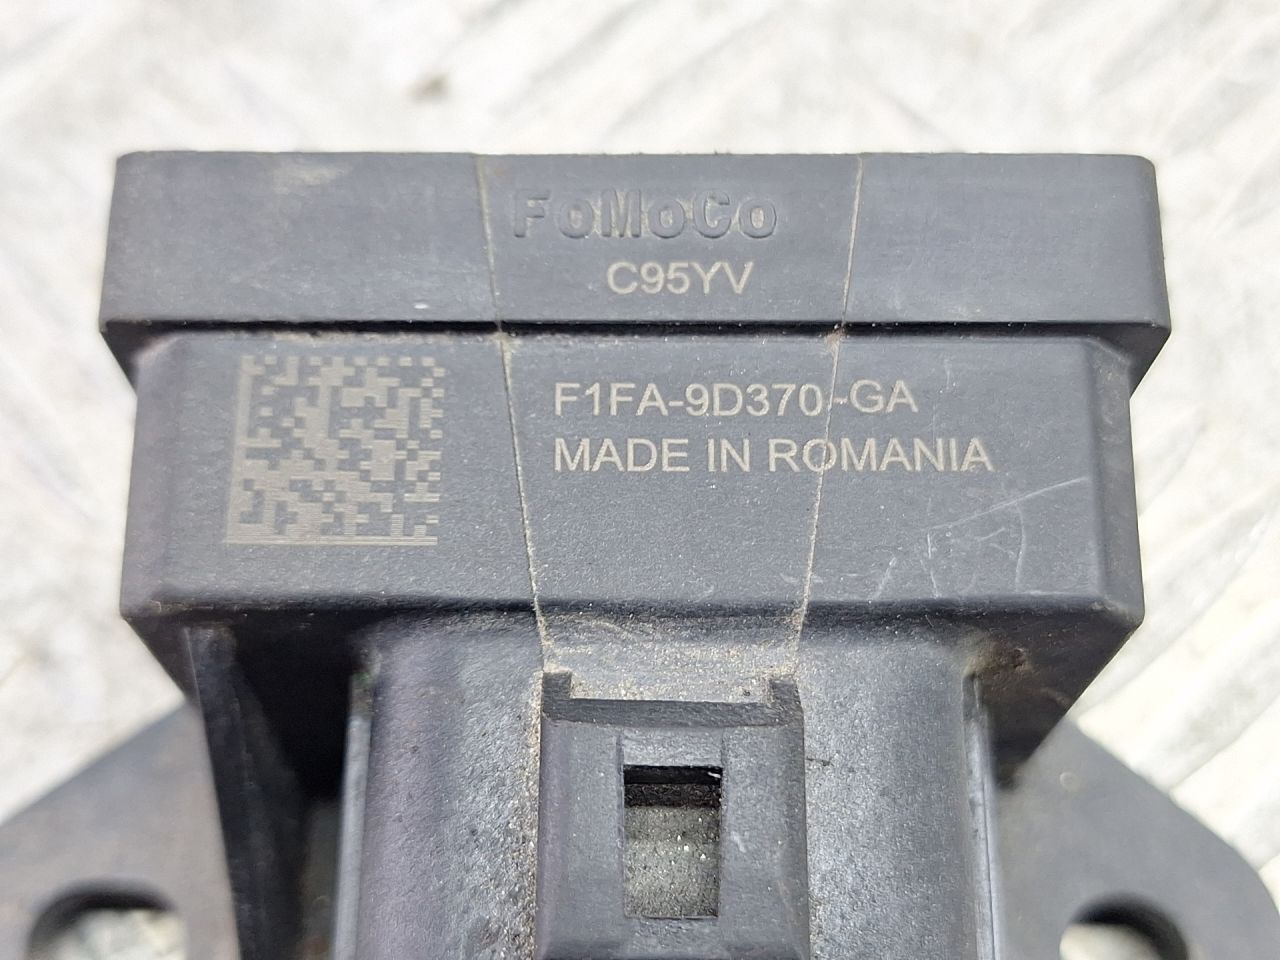 FoMoCo
C95YV
F1FA-9D370-GA
MADE IN ROMANIA